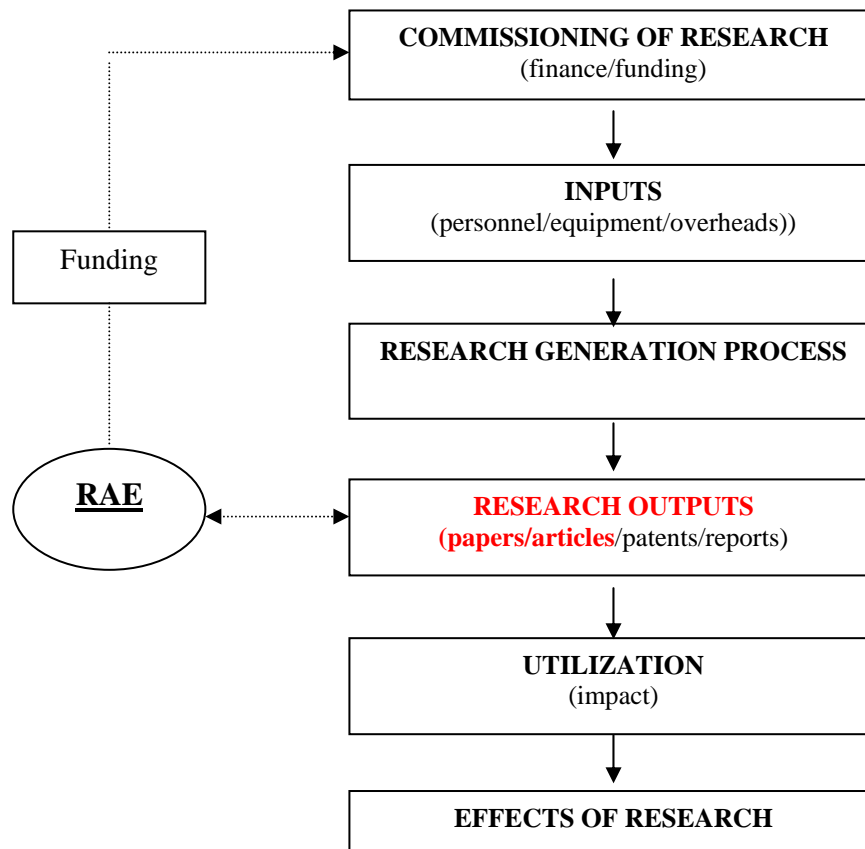 COMMISSIONING OF RESEARCH
(finance/funding)
INPUTS
(personnel/equipment/overheads))
Funding
RESEARCH GENERATION PROCESS
RAE
RESEARCH OUTPUTS
(papers/articles/patents/reports)
UTILIZATION
(impact)
EFFECTS OF RESEARCH